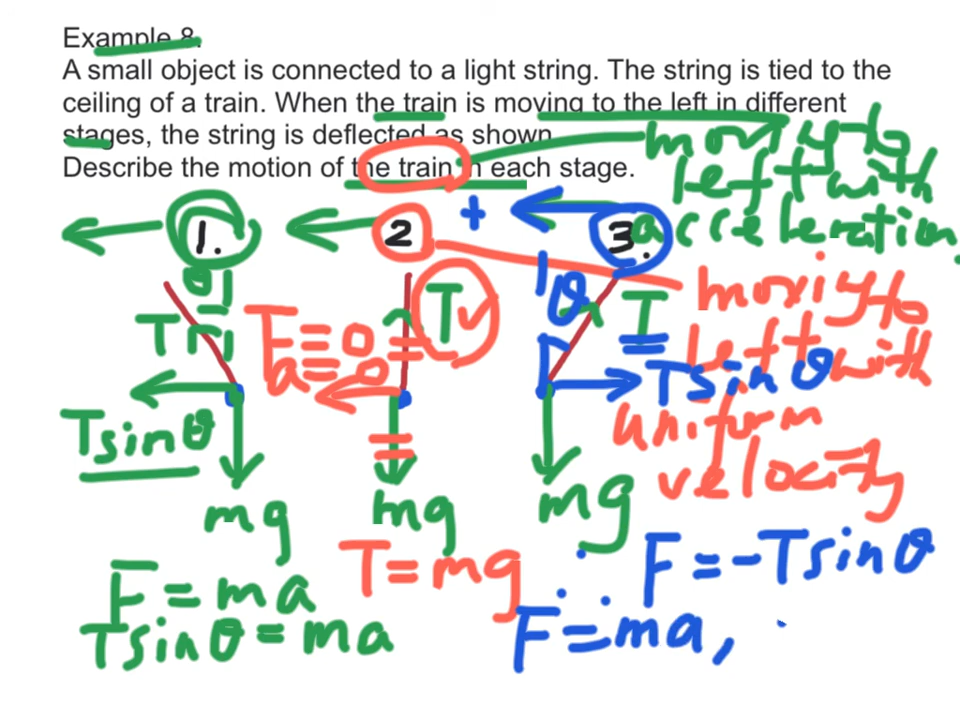 Example 8.
A small object is connected to a light string. The string is tied to the
ceiling of a train. When the train is moving to the left in different
stages, the string is deflected as shown
Describe the motion of the train in each stage.
moving to
left with
acceleration,
1. 2 + 3.
θ
T
T
θ T
F = 0
a = 0
moving to
left with
uniform
velocity
Tsinθ
Tsinθ
mg mg mg
T = mg
F = ma
Tsinθ = ma
∴ F = -Tsinθ
∴ F = ma,